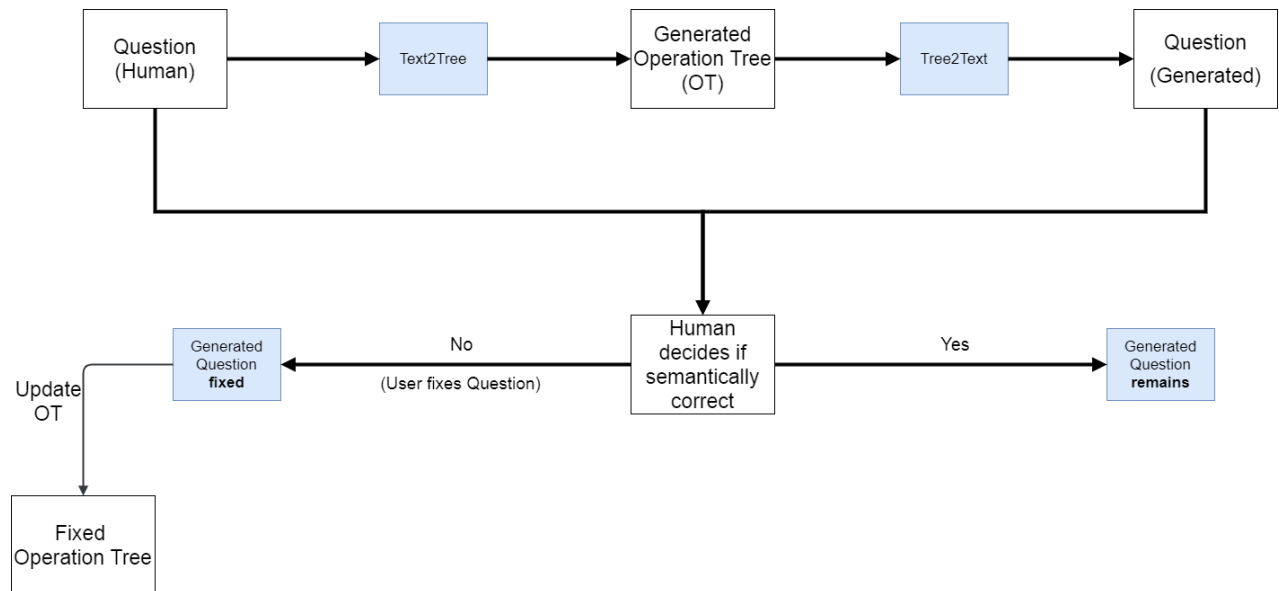 Question
(Human)
Text2Tree
Generated
Operation Tree
(OT)
Tree2Text
Question
(Generated)
Human
decides if
semantically
correct
No
(User fixes Question)
Yes
Generated
Question
fixed
Generated
Question
remains
Update
OT
Fixed
Operation Tree